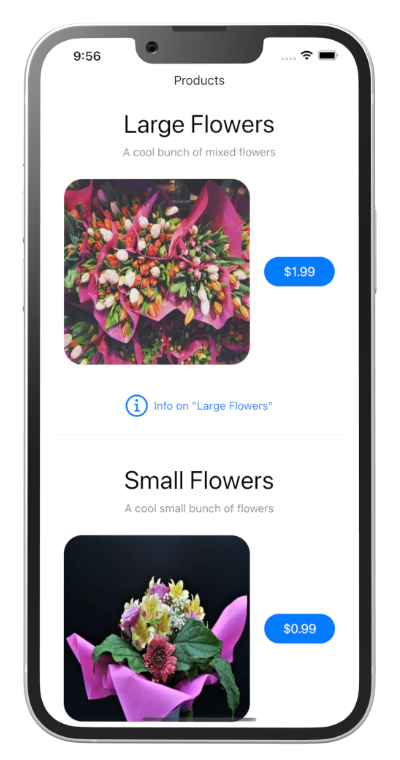 9:56
Products
Large Flowers
A cool bunch of mixed flowers
$1.99
Info on "Large Flowers"
Small Flowers
A cool small bunch of flowers
$0.99